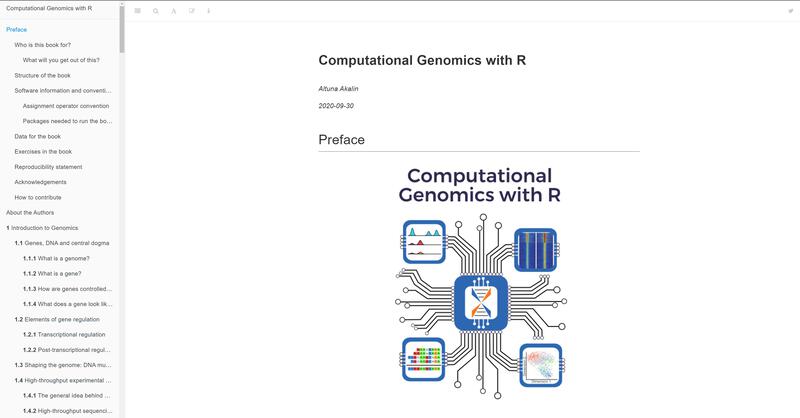 Computational Genomics with R
Preface
Who is this book for?
What will you get out of this?
Structure of the book
Software information and conventi…
Assignment operator convention
Packages needed to run the bo…
Data for the book
Exercises in the book
Reproducibility statement
Acknowledgements
How to contribute
About the Authors
1 Introduction to Genomics
1.1 Genes, DNA and central dogma
1.1.1 What is a genome?
1.1.2 What is a gene?
1.1.3 How are genes controlled…
1.1.4 What does a gene look lik…
1.2 Elements of gene regulation
1.2.1 Transcriptional regulation
1.2.2 Post-transcriptional regul…
1.3 Shaping the genome: DNA mu…
1.4 High-throughput experimental …
1.4.1 The general idea behind …
1.4.2 High-throughput sequenci…
A
Computational Genomics with R
Altuna Akalin
2020-09-30
Preface
Computational
Genomics with R